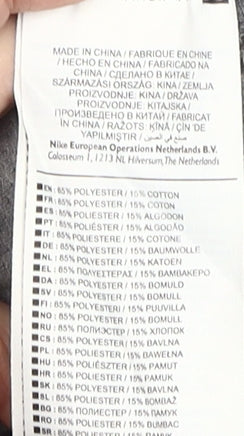 MADE IN CHINA / FABRIQUE EN CHINE
/ HECHO EN CHINA / FABRICADO NA
CHINA / СДЕЛАНО В КИТАЕ /
SZÁRMAZÁSI ORSZÁG: KINA / ZEMLJA
PROIZVODNJE: KINA / DRŽAVA
PROIZVODNJE: KITAJSKA /
ПРОИЗВЕДЕНО В КИТАЙ / FABRICAT
ÎN CHINA / RAŽOTS ĶĪNĀ / ÇİN DE
YAPILMIŞTIR / صنع في الصين
Nike European Operations Netherlands B.V.
Colosseum 1, 1213 NL Hilversum, The Netherlands
EN: 85% POLYESTER / 15% COTTON
FR: 85% POLYESTER / 15% COTON
ES: 85% POLIÉSTER / 15% ALGODÓN
PT: 85% POLIÉSTER / 15% ALGODÃO
IT: 85% POLIESTERE / 15% COTONE
DE: 85% POLYESTER / 15% BAUMWOLLE
NL: 85% POLYESTER / 15% KATOEN
EL: 85% ΠΟΛΥΕΣΤΕΡΑΣ / 15% ΒΑΜΒΑΚΕΡΟ
DA: 85% POLYESTER / 15% BOMULD
SV: 85% POLYESTER / 15% BOMULL
FI: 85% POLYESTERI / 15% PUUVILLA
NO: 85% POLYESTER / 15% BOMULL
RU: 85% ПОЛИЭСТЕР / 15% ХЛОПОК
CS: 85% POLYESTER / 15% BAVLNA
PL: 85% POLIESTER / 15% BAWEŁNA
HU: 85% POLIÉSZTER / 15% PAMUT
HR: 85% POLIESTER / 15% PAMUK
SK: 85% POLYESTER / 15% BAVLNA
SL: 85% POLIESTER / 15% BOMBAŽ
BG: 85% ПОЛИЕСТЕР / 15% ПАМУК
RO: 85% POLIESTER / 15% BUMBAC